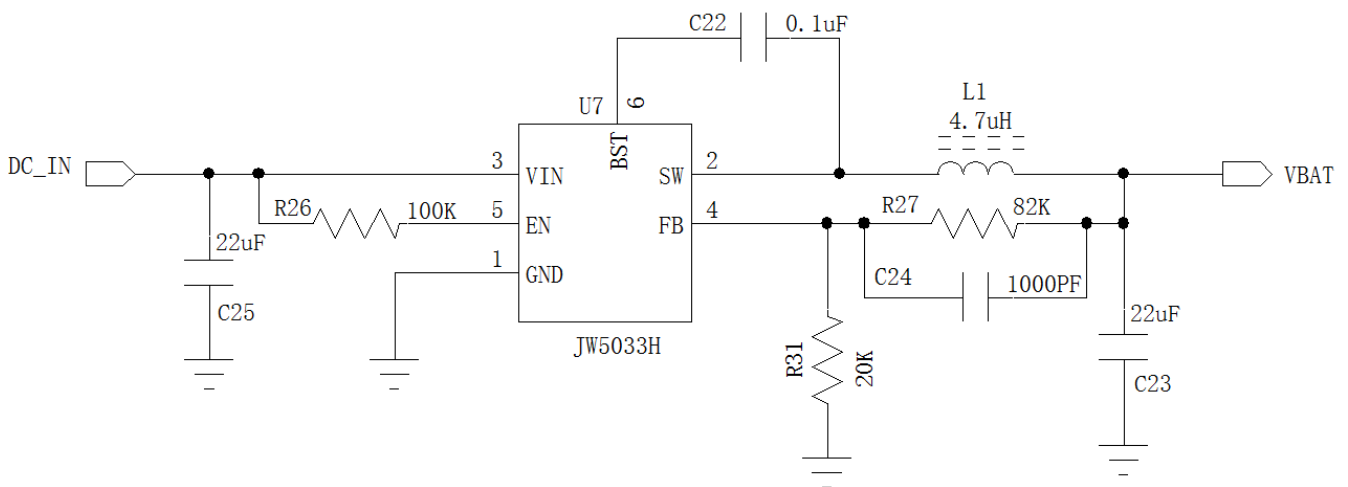 C22
0.1uF
U7
6
L1
4.7uH
BST
DC_IN
3
VIN
SW
2
VBAT
R26
100K
5
EN
FB
4
R27
82K
22uF
1
GND
C24
1000PF
C25
22uF
JW5033H
R31
20K
C23